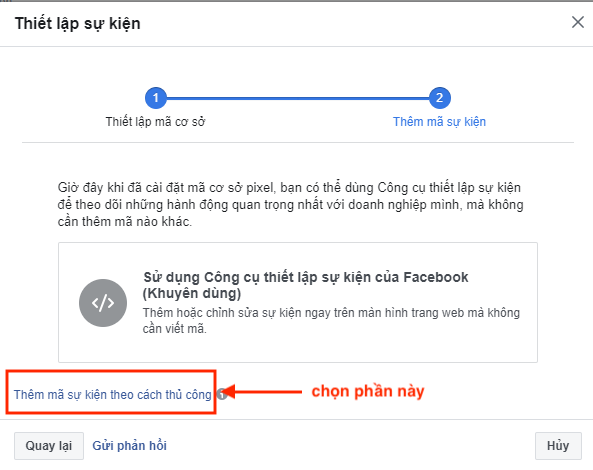 Thiết lập sự kiện
1
2
Thiết lập mã cơ sở
Thêm mã sự kiện
Giờ đây khi đã cài đặt mã cơ sở pixel, bạn có thể dùng Công cụ thiết lập sự kiện
để theo dõi những hành động quan trọng nhất với doanh nghiệp mình, mà không
cần thêm mã nào khác.
Sử dụng Công cụ thiết lập sự kiện của Facebook
(Khuyên dùng)
Thêm hoặc chỉnh sửa sự kiện ngay trên màn hình trang web mà không
cần viết mã.
Thêm mã sự kiện theo cách thủ công
chọn phần này
Quay lại
Gửi phản hồi
Hủy